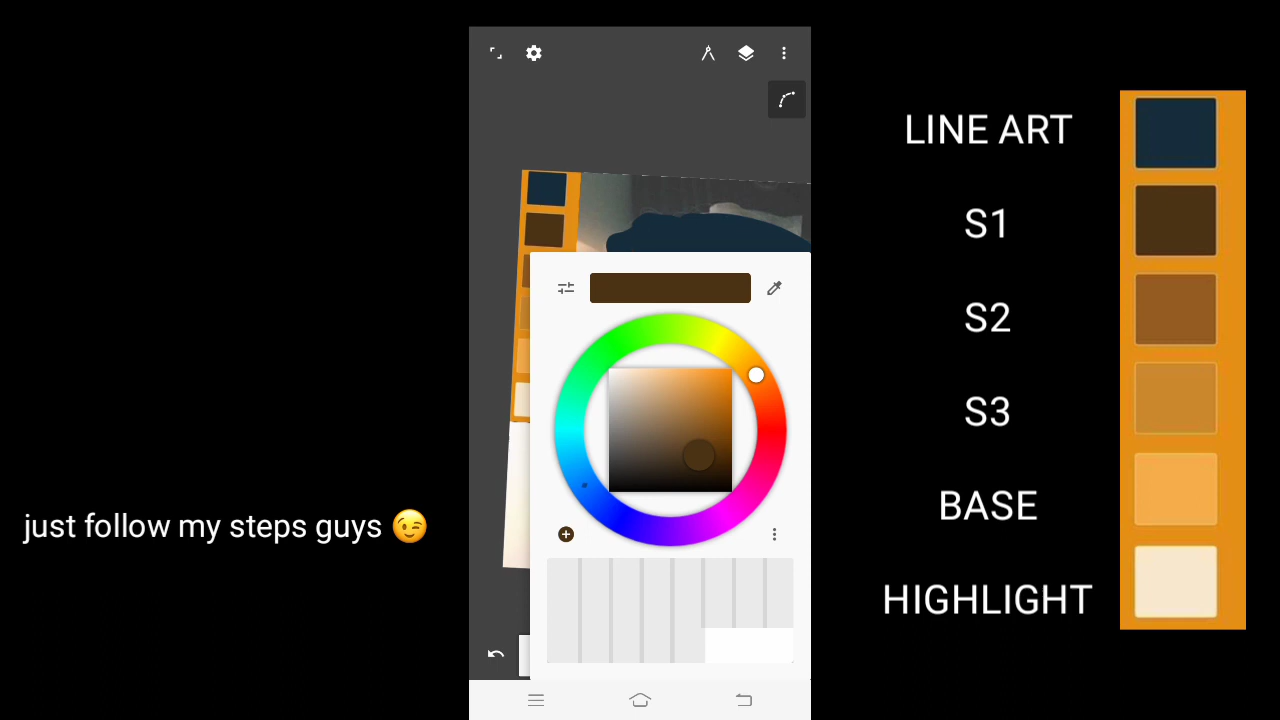 LINE ART
S1
S2
S3
BASE
HIGHLIGHT
just follow my steps guys 😉